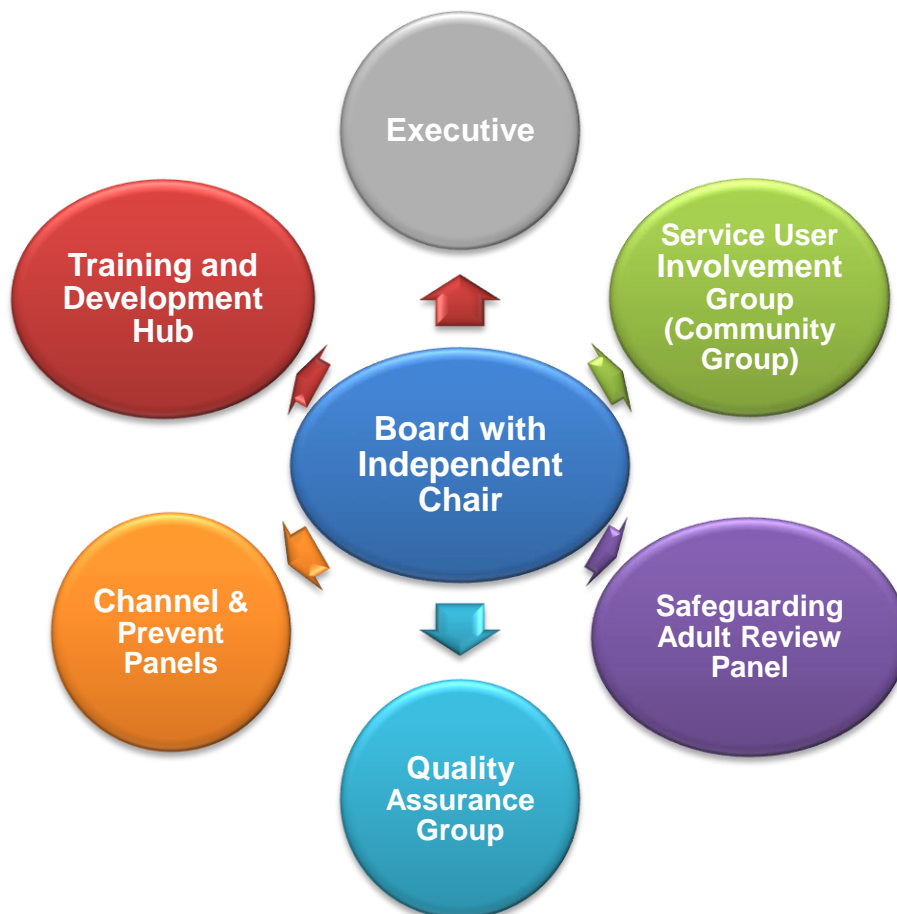 Executive
Training and
Development
Hub
Service User
Involvement
Group
(Community
Group)
Board with
Independent
Chair
Channel &
Prevent
Panels
Safeguarding
Adult Review
Panel
Quality
Assurance
Group